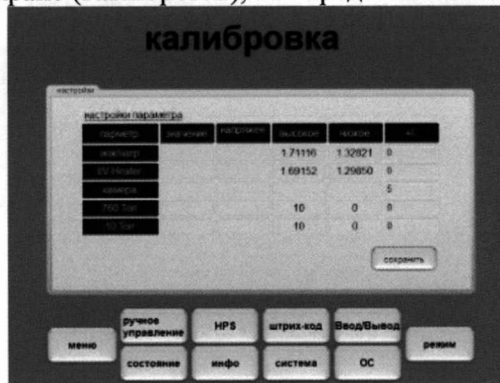 калибровка
настройки
настройки параметра
параметр значение напряжен высокое низкое +/-
1.71116 1.32821 0
1.69152 1.29850 0
камера 5
760 Torr 10 0 0
10 Torr 10 0 0
сохранить
меню ручное управление HPS штрих-код Ввод/Вывод режим
состояние инфо система ОС